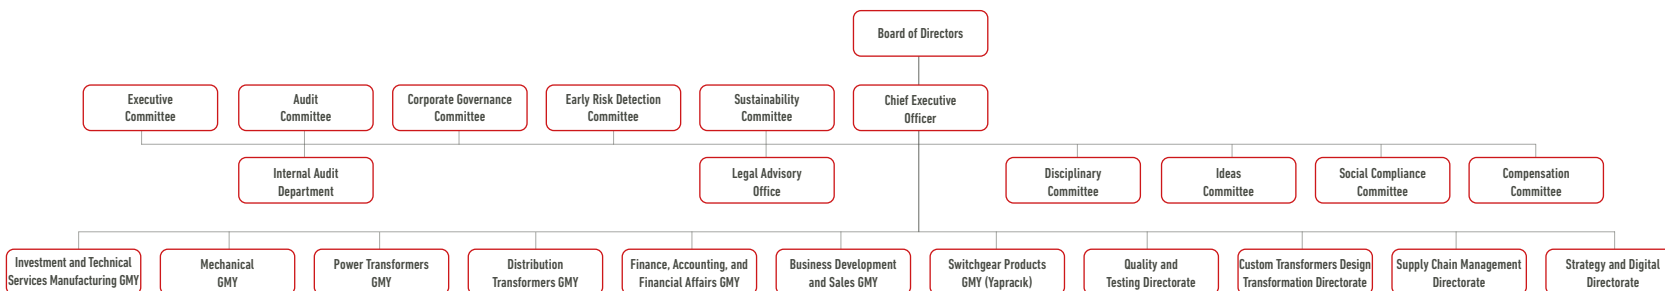 Board of Directors
Executive
Committee
Audit
Committee
Corporate Governance
Committee
Early Risk Detection
Committee
Sustainability
Committee
Chief Executive
Officer
Internal Audit
Department
Legal Advisory
Office
Disciplinary
Committee
Ideas
Committee
Social Compliance
Committee
Compensation
Committee
Investment and Technical
Services Manufacturing GMY
Mechanical
GMY
Power Transformers
GMY
Distribution
Transformers GMY
Finance, Accounting, and
Financial Affairs GMY
Business Development
and Sales GMY
Switchgear Products
GMY (Yapracık)
Quality and
Testing Directorate
Custom Transformers Design
Transformation Directorate
Supply Chain Management
Directorate
Strategy and Digital
Directorate